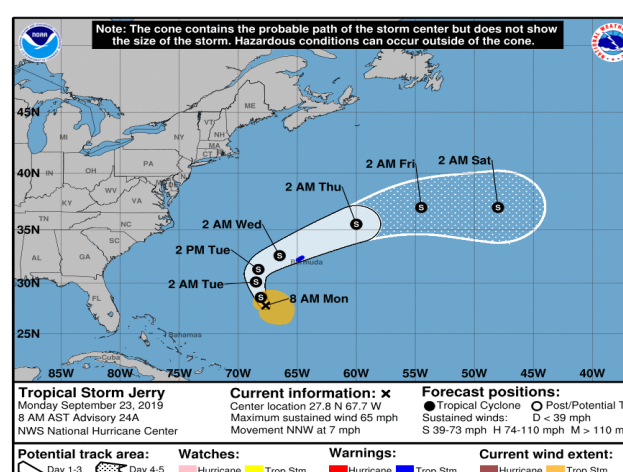 Note: The cone contains the probable path of the storm center but does not show
the size of the storm. Hazardous conditions can occur outside of the cone.
NOAA
ME
45N
VT
NH
MI
NY
MA
CT
2 AM Fri
2 AM Sat
40N
IN
OH
PA
2 AM Thu
WV
KY
VA
2 AM Wed
35N
TN
NC
SC
2 PM Tue
AL
GA
Bermuda
30N
2 AM Tue
FL
8 AM Mon
25N
Bahamas
Cuba
85W 80W 75W 70W 65W 60W 55W 50W 45W 40W
Tropical Storm Jerry
Monday September 23, 2019
8 AM AST Advisory 24A
NWS National Hurricane Center
Current information: x
Center location 27.8 N 67.7 W
Maximum sustained wind 65 mph
Movement NNW at 7 mph
Forecast positions:
Tropical Cyclone Post/Potential T
Sustained winds: D < 39 mph
S 39-73 mph H 74-110 mph M > 110 m
Potential track area:
Day 1-3 Day 4-5
Watches:
Hurricane Trop Stm
Warnings:
Hurricane Trop Stm
Current wind extent:
Hurricane Trop Stm